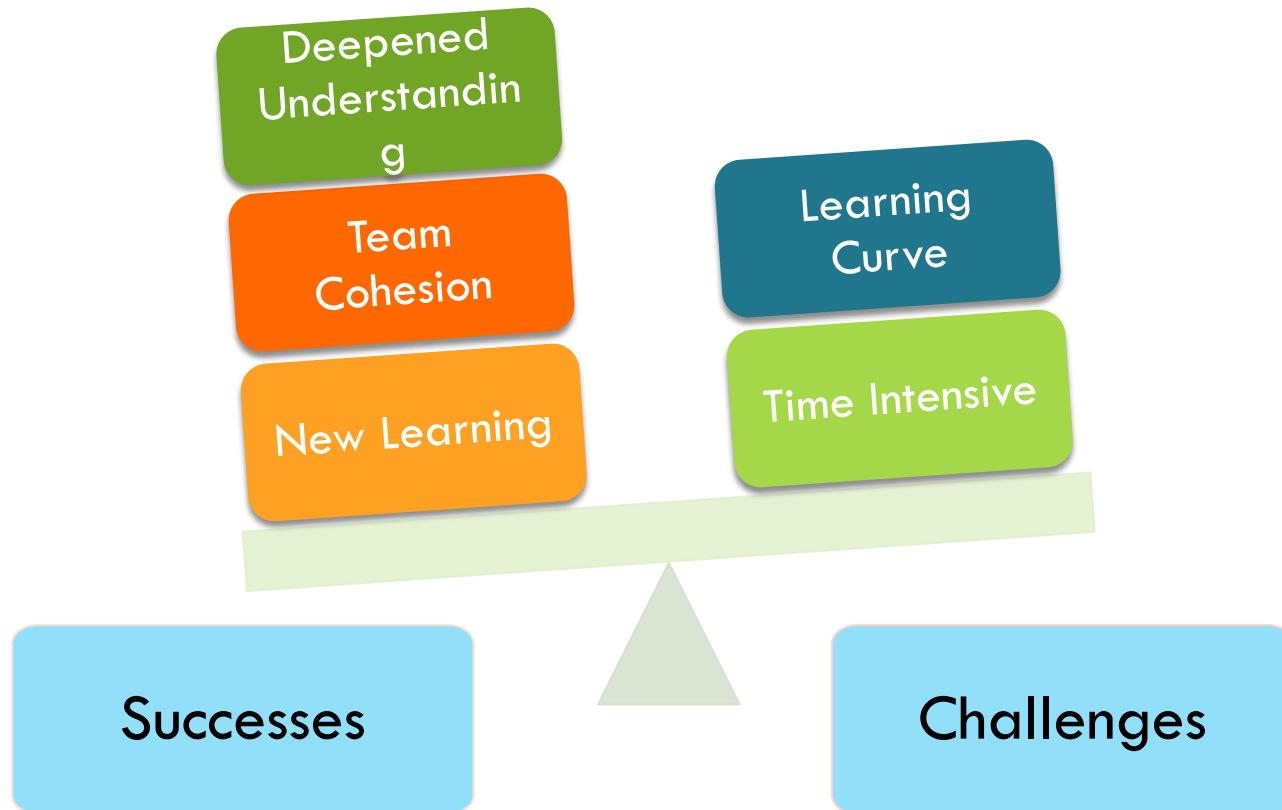 Deepened
Understandin
g
Team
Cohesion
New Learning
Learning
Curve
Time Intensive
Successes
Challenges